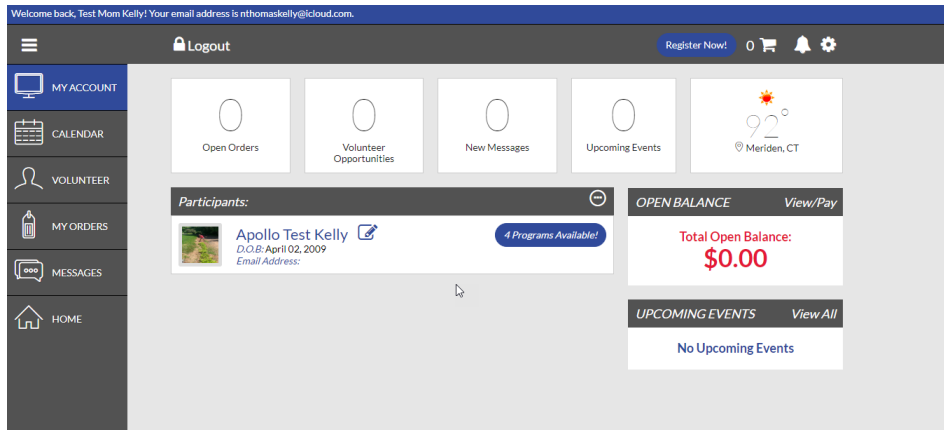 Welcome back, Test Mom Kelly! Your email address is nthomaskelly@icloud.com.
Logout
Register Now!
0
MY ACCOUNT
CALENDAR
VOLUNTEER
MY ORDERS
MESSAGES
HOME
0
Open Orders
0
Volunteer
Opportunities
0
New Messages
0
Upcoming Events
92°
Meriden, CT
Participants:
Apollo Test Kelly
D.O.B: April 02, 2009
Email Address:
4 Programs Available!
OPEN BALANCE View/Pay
Total Open Balance:
$0.00
UPCOMING EVENTS View All
No Upcoming Events